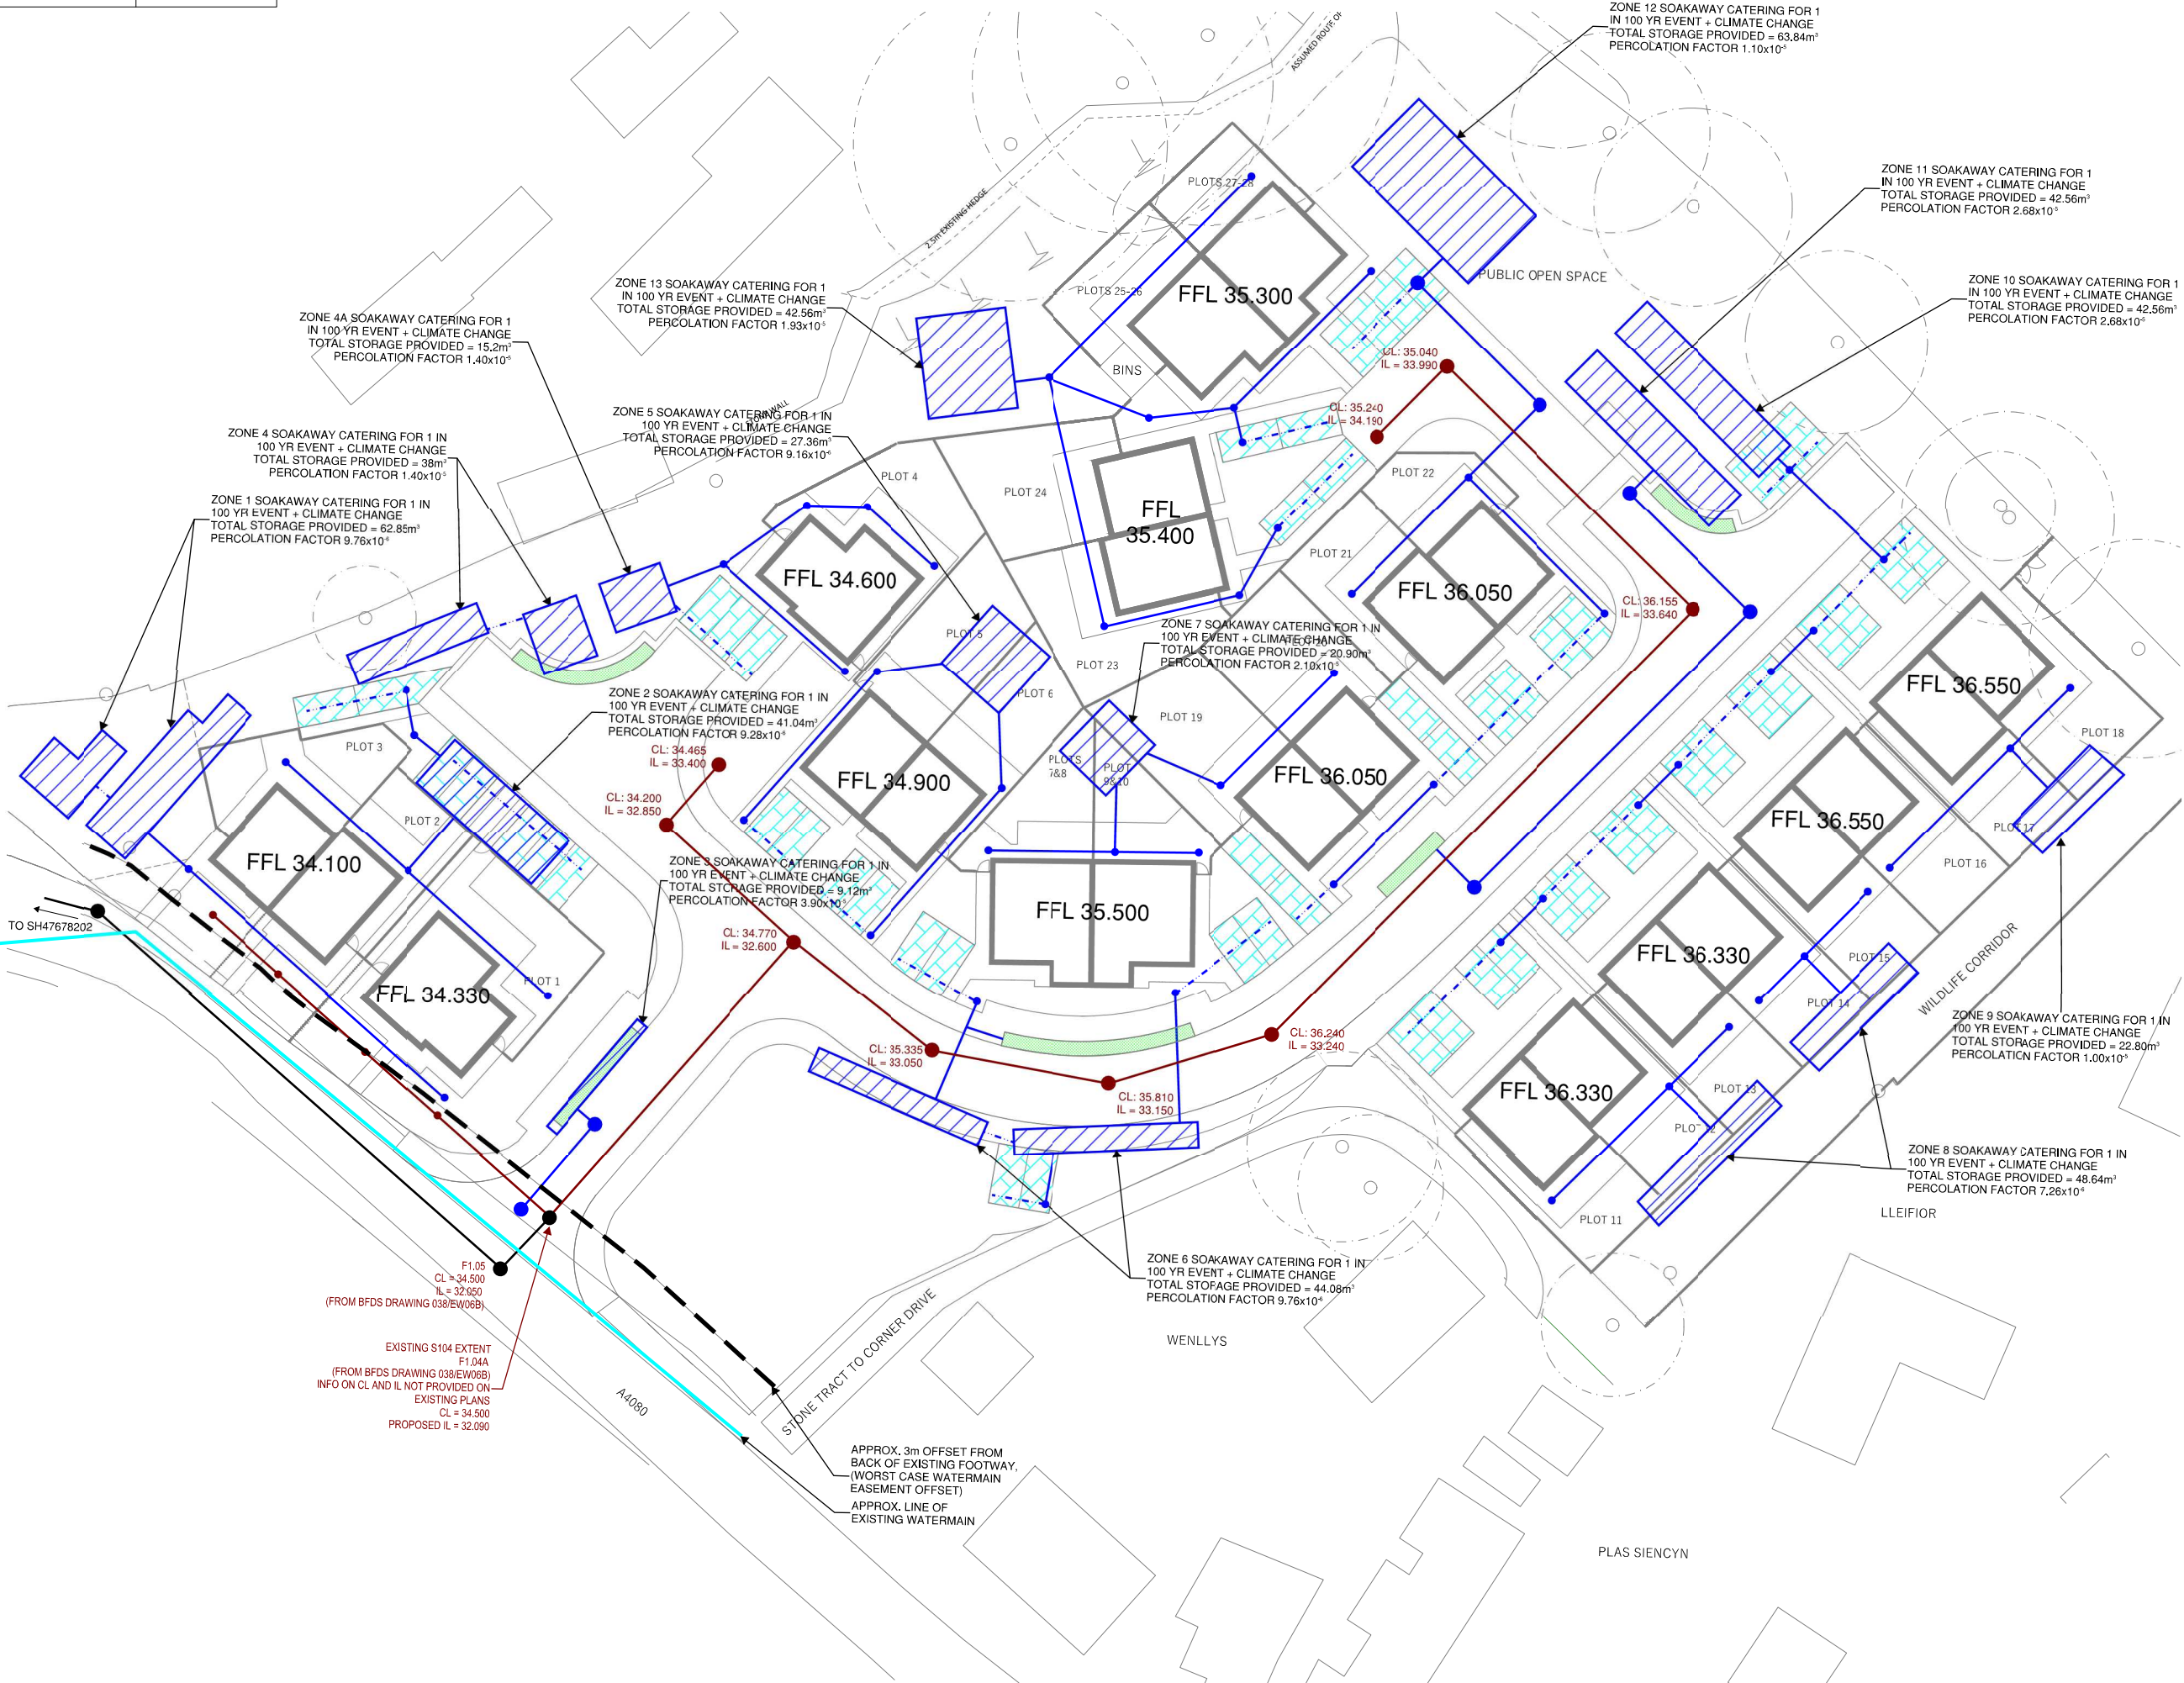 ZONE 12 SOAKAWAY CATERING FOR 1
IN 100 YR EVENT + CLIMATE CHANGE
TOTAL STORAGE PROVIDED = 63.84m³
PERCOLATION FACTOR 1.10x10⁻⁵
ASSUMED ROUTE OF
ZONE 11 SOAKAWAY CATERING FOR 1
IN 100 YR EVENT + CLIMATE CHANGE
TOTAL STORAGE PROVIDED = 42.56m³
PERCOLATION FACTOR 2.68x10⁻⁵
ZONE 10 SOAKAWAY CATERING FOR 1
IN 100 YR EVENT + CLIMATE CHANGE
TOTAL STORAGE PROVIDED = 42.56m³
PERCOLATION FACTOR 2.68x10⁻⁵
PUBLIC OPEN SPACE
2.5m EXISTING HEDGE
PLOTS 27-28
PLOTS 25-26
FFL 35.300
BINS
ZONE 13 SOAKAWAY CATERING FOR 1
IN 100 YR EVENT + CLIMATE CHANGE
TOTAL STORAGE PROVIDED = 42.56m³
PERCOLATION FACTOR 1.93x10⁻⁵
ZONE 4A SOAKAWAY CATERING FOR 1
IN 100 YR EVENT + CLIMATE CHANGE
TOTAL STORAGE PROVIDED = 15.2m³
PERCOLATION FACTOR 1.40x10⁻⁵
WALL
ZONE 5 SOAKAWAY CATERING FOR 1 IN
100 YR EVENT + CLIMATE CHANGE
TOTAL STORAGE PROVIDED = 27.36m³
PERCOLATION FACTOR 9.16x10⁻⁶
ZONE 4 SOAKAWAY CATERING FOR 1 IN
100 YR EVENT + CLIMATE CHANGE
TOTAL STORAGE PROVIDED = 38m³
PERCOLATION FACTOR 1.40x10⁻⁵
ZONE 1 SOAKAWAY CATERING FOR 1 IN
100 YR EVENT + CLIMATE CHANGE
TOTAL STORAGE PROVIDED = 62.85m³
PERCOLATION FACTOR 9.76x10⁻⁶
CL: 35.040
IL = 33.990
CL: 35.240
IL = 34.190
PLOT 4
PLOT 24
PLOT 22
PLOT 21
FFL
35.400
FFL 34.600
FFL 36.050
CL: 36.155
IL = 33.640
PLOT 5
PLOT 6
PLOT 23
ZONE 7 SOAKAWAY CATERING FOR 1 IN
100 YR EVENT + CLIMATE CHANGE
TOTAL STORAGE PROVIDED = 20.90m³
PERCOLATION FACTOR 2.10x10⁻⁵
PLOT 19
FFL 36.550
PLOT 18
ZONE 2 SOAKAWAY CATERING FOR 1 IN
100 YR EVENT + CLIMATE CHANGE
TOTAL STORAGE PROVIDED = 41.04m³
PERCOLATION FACTOR 9.28x10⁻⁶
PLOT 3
CL: 34.465
IL = 33.400
CL: 34.200
IL = 32.850
FFL 34.900
PLOTS
7&8
PLOT
9&10
FFL 36.050
FFL 36.550
PLOT 17
PLOT 16
PLOT 2
FFL 34.100
ZONE 3 SOAKAWAY CATERING FOR 1 IN
100 YR EVENT + CLIMATE CHANGE
TOTAL STORAGE PROVIDED = 9.12m³
FFL 35.500
TO SH47678202
CL: 34.770
IL = 32.600
PLOT 1
FFL 34.330
FFL 36.330
PLOT 15
PLOT 14
WILDLIFE CORRIDOR
CL: 35.335
IL = 33.050
CL: 36.240
IL = 33.240
CL: 35.810
IL = 33.150
FFL 36.330
PLOT 13
PLOT 12
PLOT 11
ZONE 9 SOAKAWAY CATERING FOR 1 IN
100 YR EVENT + CLIMATE CHANGE
TOTAL STORAGE PROVIDED = 22.80m³
PERCOLATION FACTOR 1.00x10⁻⁵
ZONE 8 SOAKAWAY CATERING FOR 1 IN
100 YR EVENT + CLIMATE CHANGE
TOTAL STORAGE PROVIDED = 48.64m³
PERCOLATION FACTOR 7.26x10⁻⁶
LLEIFIOR
ZONE 6 SOAKAWAY CATERING FOR 1 IN
100 YR EVENT + CLIMATE CHANGE
TOTAL STORAGE PROVIDED = 44.08m³
PERCOLATION FACTOR 9.76x10⁻⁶
WENLLYS
F1.05
CL = 34.500
IL = 32.050
(FROM BFDS DRAWING 038/EW06B)
EXISTING S104 EXTENT
F1.04A
(FROM BFDS DRAWING 038/EW06B)
INFO ON CL AND IL NOT PROVIDED ON
EXISTING PLANS
CL = 34.500
PROPOSED IL = 32.090
A4080
STONE TRACT TO CORNER DRIVE
APPROX. 3m OFFSET FROM
BACK OF EXISTING FOOTWAY,
(WORST CASE WATERMAIN
EASEMENT OFFSET)
APPROX. LINE OF
EXISTING WATERMAIN
PLAS SIENCYN